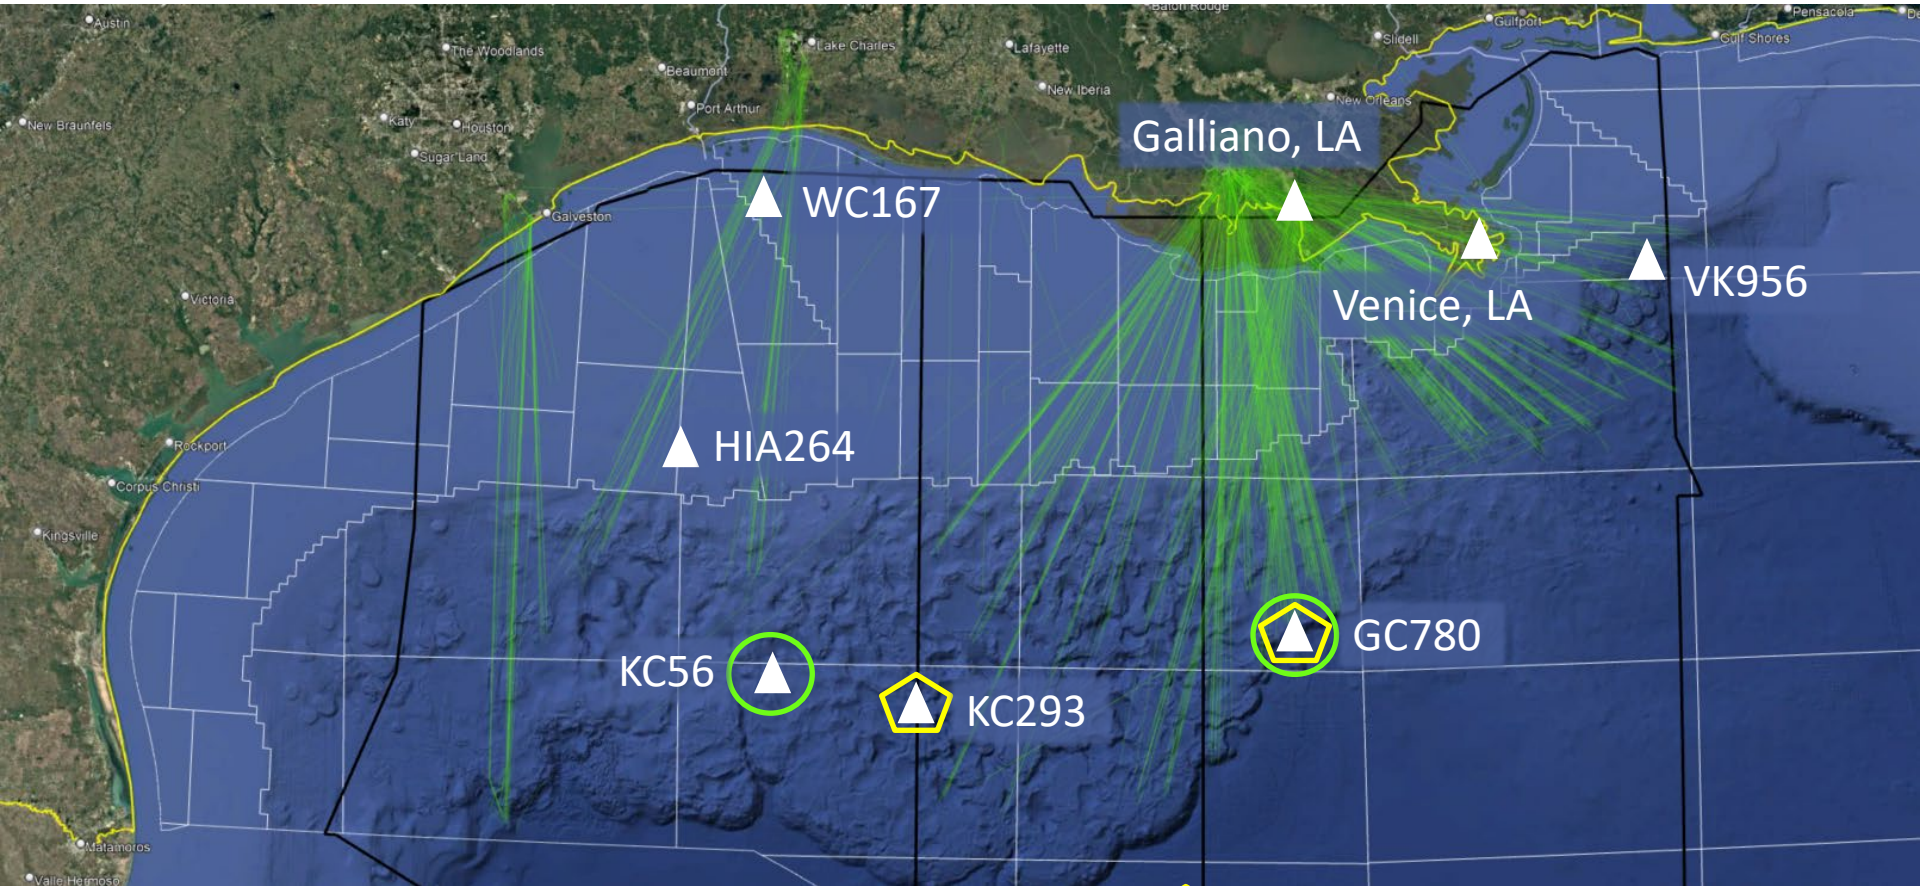 Baton Rouge
Pensacola
Austin
Gulfport
Slidell
Gulf Shores
The Woodlands
Lake Charles
Lafayette
Beaumont
New Iberia
New Orleans
Port Arthur
Katy
Houston
New Braunfels
Sugar Land
Galliano, LA
WC167
Galveston
VK956
Victoria
Venice, LA
HIA264
Rockport
Corpus Christi
Kingsville
GC780
KC56
KC293
Matamoros
Valle Hermoso